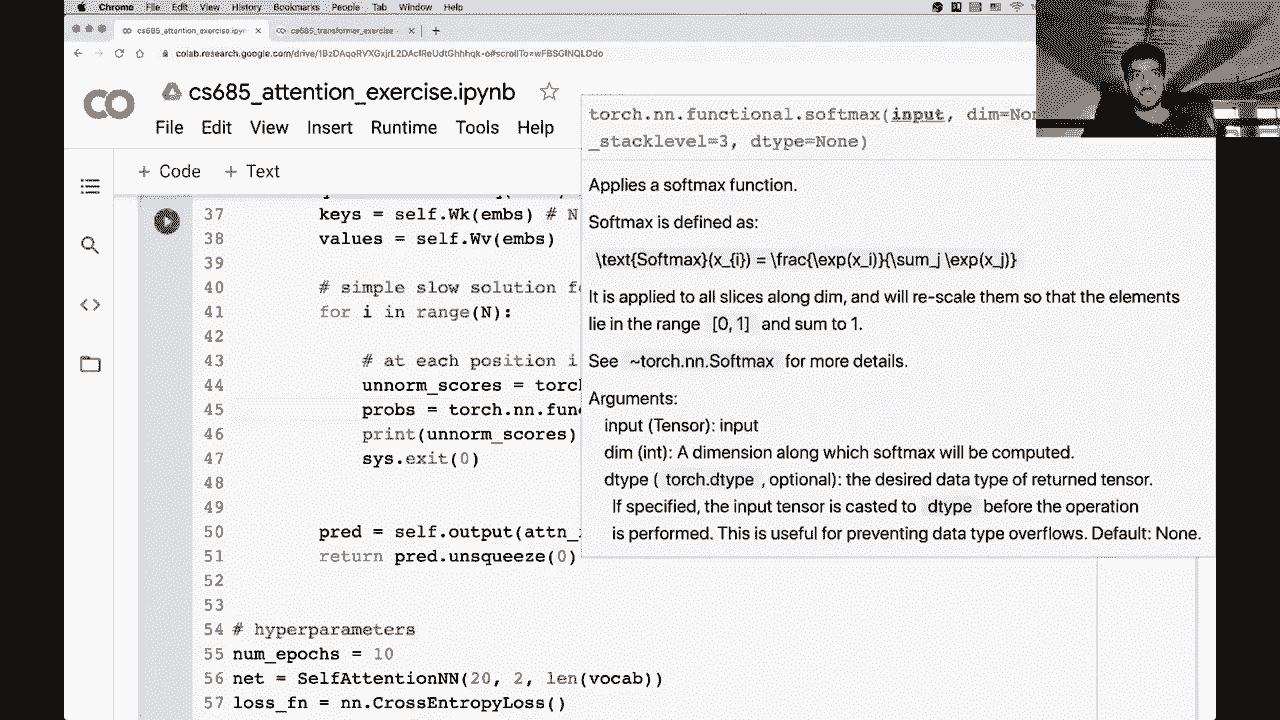 Chrome File Edit View History Bookmarks People Tab Window Help
cs685_attention_exercise.ipyn × cs685_transformer_exercise × +
colab.research.google.com/drive/1BzDAqoRVXGxjrL2DAcIReUdtGhhhqk-o#scrollTo=wFBSGINQLDdo
CO cs685_attention_exercise.ipynb
File Edit View Insert Runtime Tools Help
+ Code + Text
torch.nn.functional.softmax(input, dim=Non
_stacklevel=3, dtype=None)
Applies a softmax function.
Softmax is defined as:
\text{Softmax}(x_{i}) = \frac{\exp(x_i)}{\sum_j \exp(x_j)}
It is applied to all slices along dim, and will re-scale them so that the elements
lie in the range [0, 1] and sum to 1.
See ~torch.nn.Softmax for more details.
Arguments:
input (Tensor): input
dim (int): A dimension along which softmax will be computed.
dtype ( torch.dtype , optional): the desired data type of returned tensor.
If specified, the input tensor is casted to dtype before the operation
is performed. This is useful for preventing data type overflows. Default: None.
37 keys = self.Wk(embs) # N
38 values = self.Wv(embs)
39
40 # simple slow solution fo
41 for i in range(N):
42
43 # at each position i
44 unnorm_scores = torc
45 probs = torch.nn.func
46 print(unnorm_scores)
47 sys.exit(0)
48
49
50 pred = self.output(attn_
51 return pred.unsqueeze(0)
52
53
54 # hyperparameters
55 num_epochs = 10
56 net = SelfAttentionNN(20, 2, len(vocab))
57 loss_fn = nn.CrossEntropyLoss()